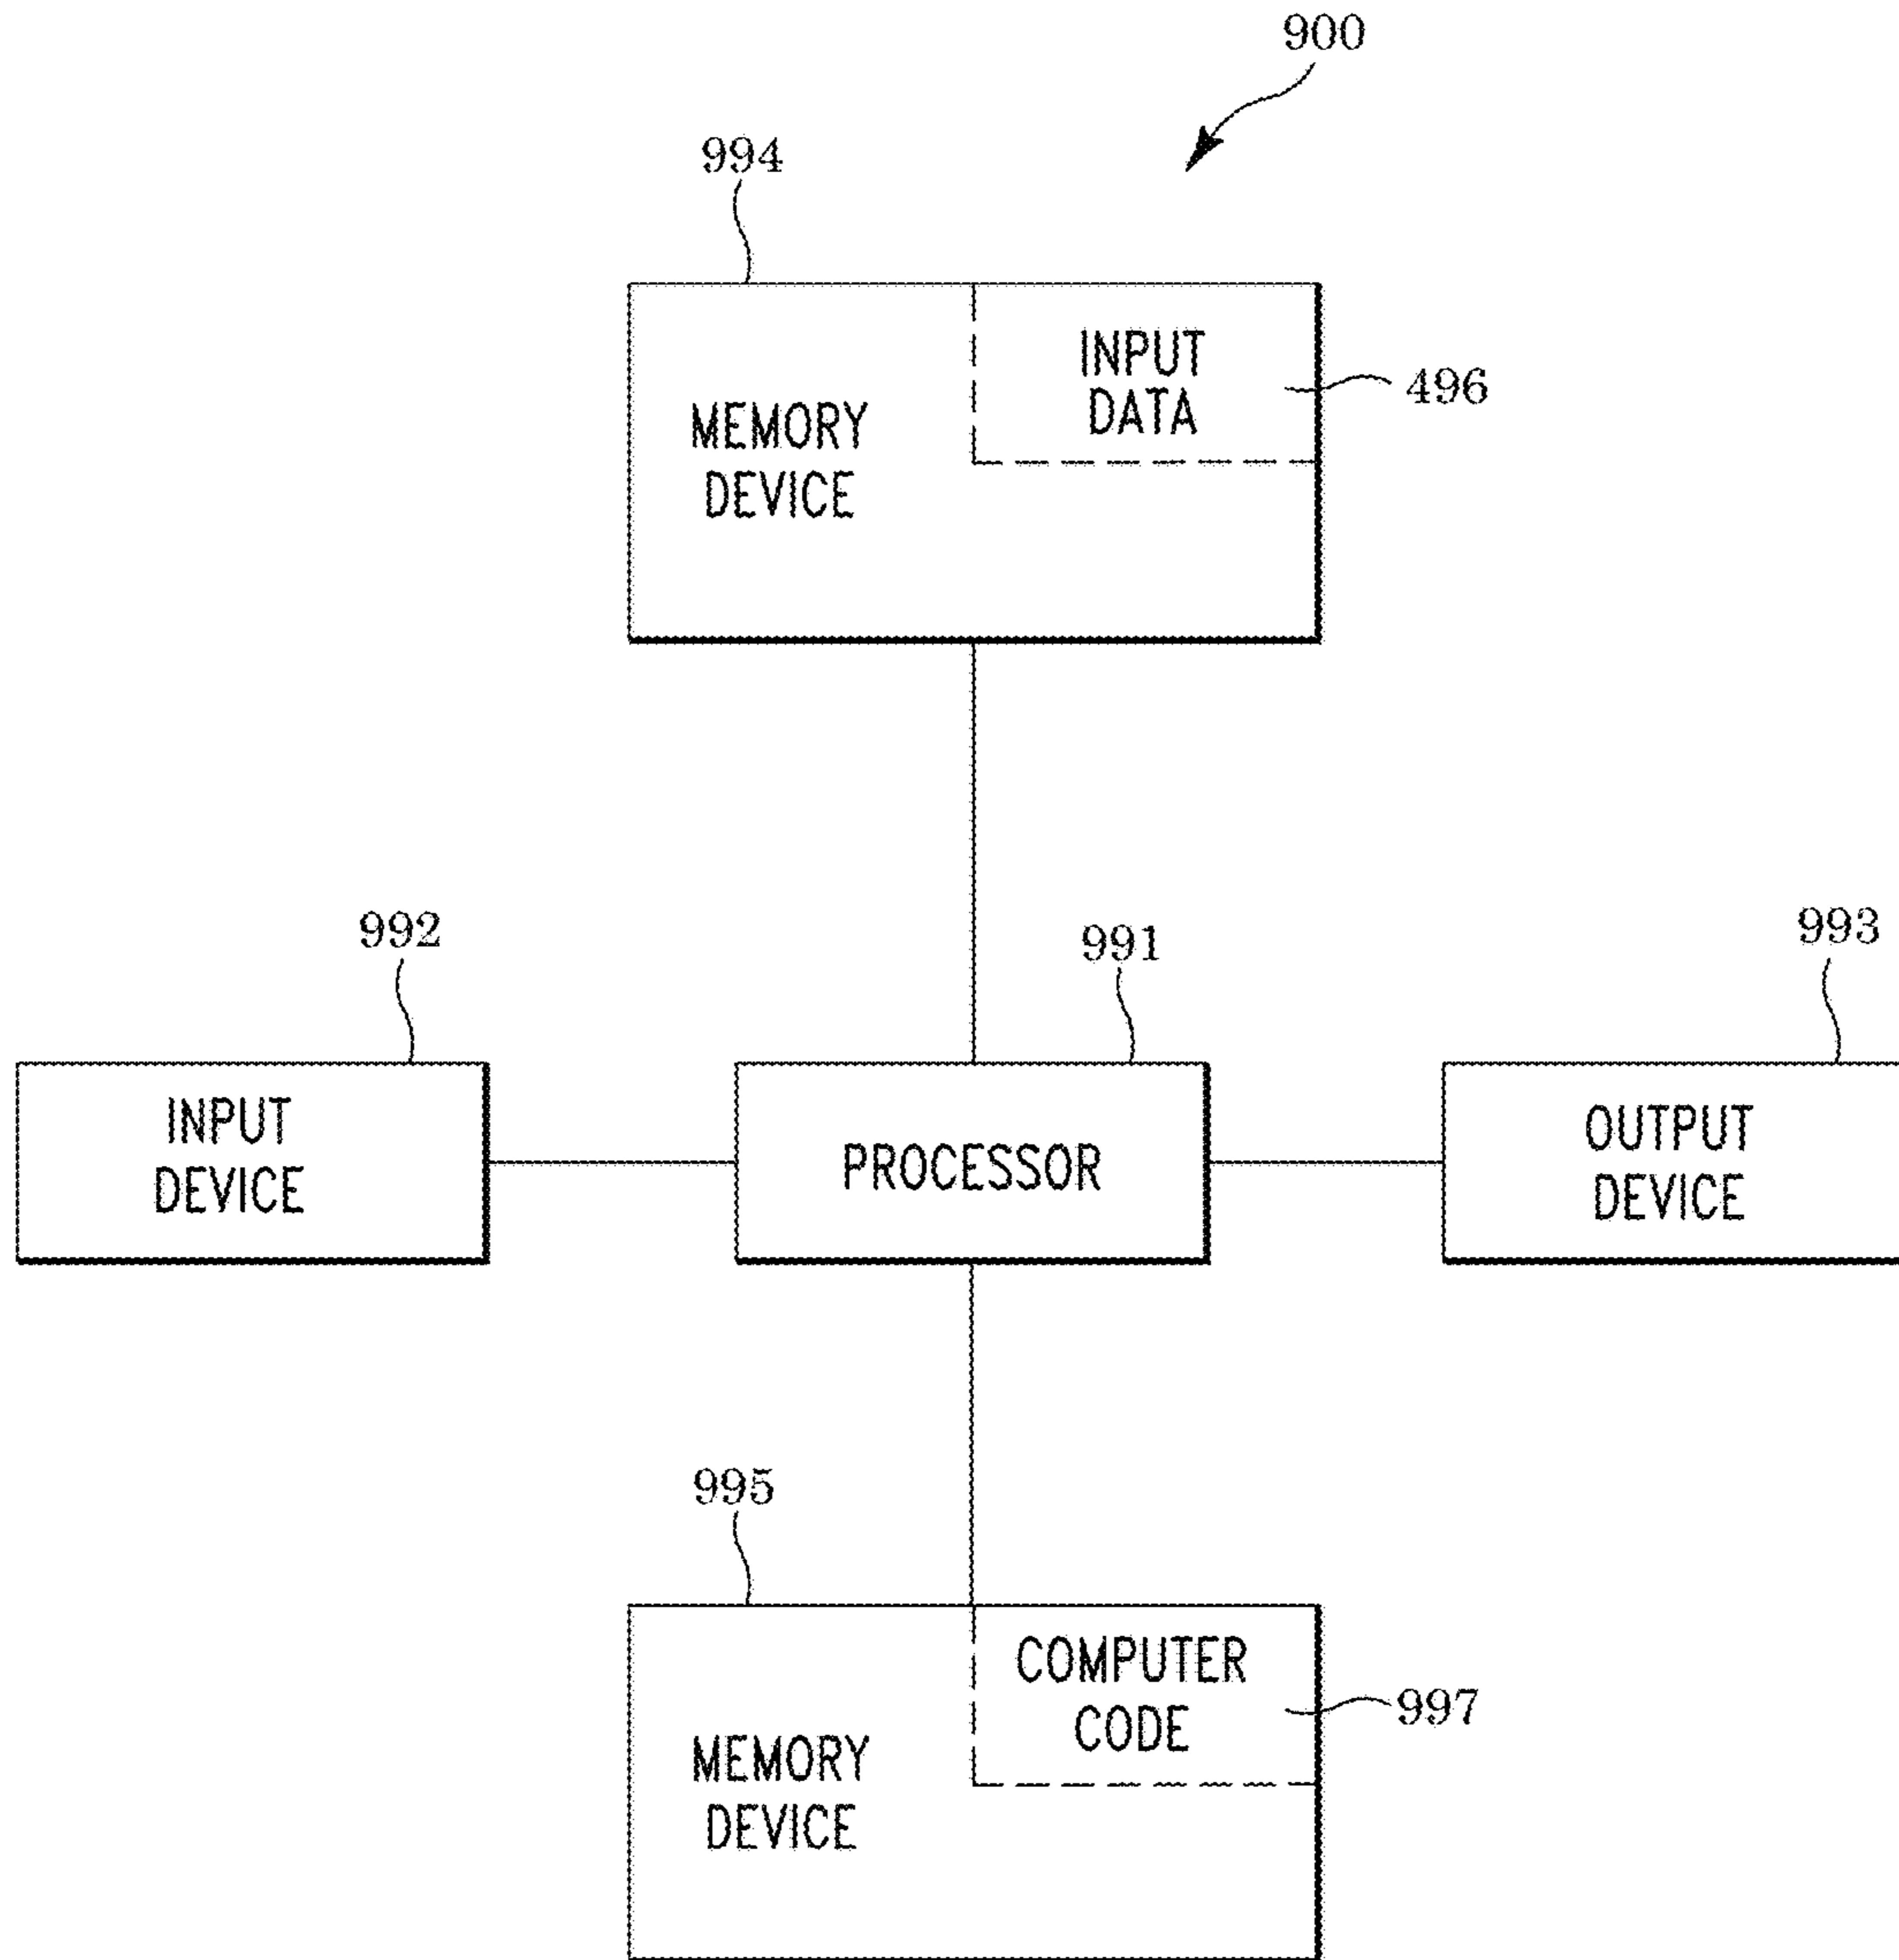 900
994
INPUT
DATA
496
MEMORY
DEVICE
992
991
993
INPUT
DEVICE
PROCESSOR
OUTPUT
DEVICE
995
COMPUTER
CODE
997
MEMORY
DEVICE